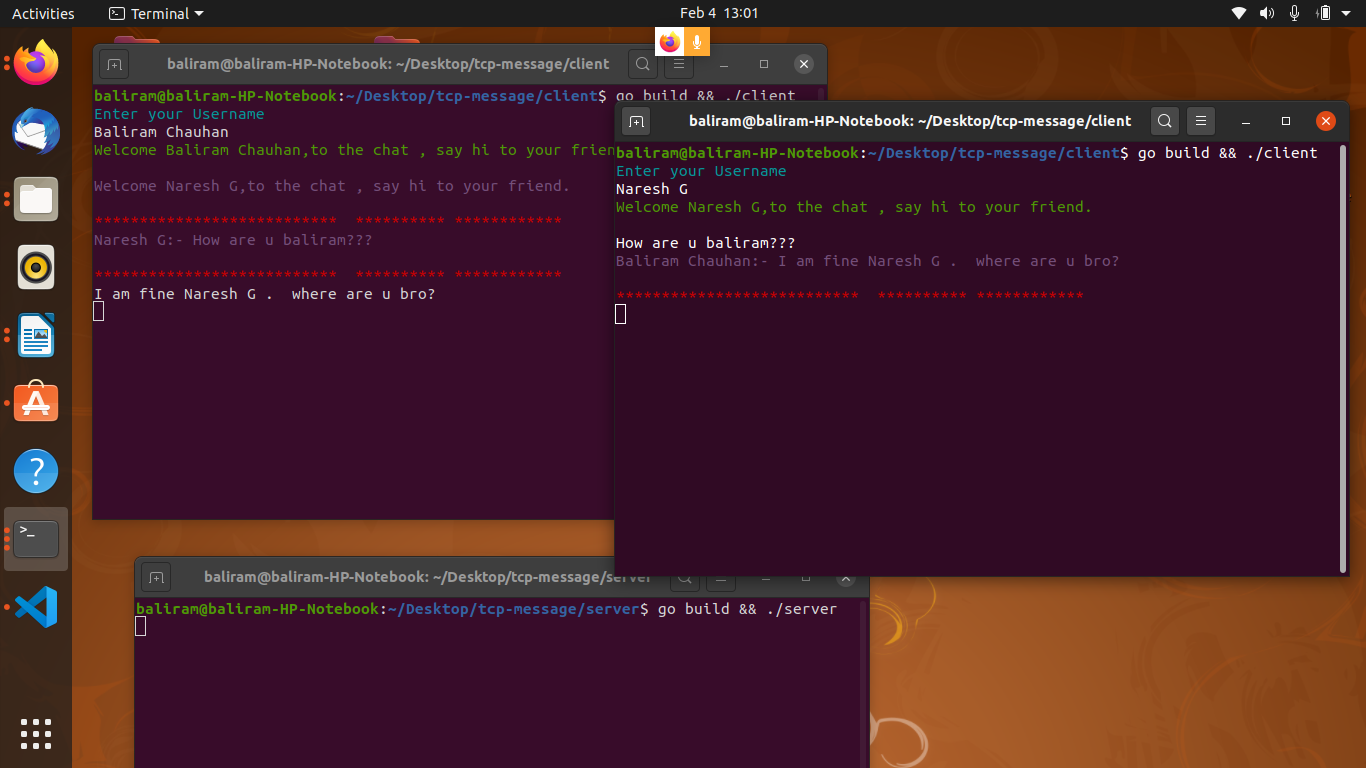 Activities
Terminal
Feb 4 13:01
baliram@baliram-HP-Notebook: ~/Desktop/tcp-message/client
baliram@baliram-HP-Notebook:~/Desktop/tcp-message/client$ go build && ./client
Enter your Username
Baliram Chauhan
Welcome Baliram Chauhan,to the chat , say hi to your frien
Welcome Naresh G,to the chat , say hi to your friend.
*************************** ********** ************
Naresh G:- How are u baliram???
*************************** ********** ************
I am fine Naresh G . where are u bro?
baliram@baliram-HP-Notebook: ~/Desktop/tcp-message/client
baliram@baliram-HP-Notebook:~/Desktop/tcp-message/client$ go build && ./client
Enter your Username
Naresh G
Welcome Naresh G,to the chat , say hi to your friend.
How are u baliram???
Baliram Chauhan:- I am fine Naresh G . where are u bro?
*************************** ********** ************
baliram@baliram-HP-Notebook: ~/Desktop/tcp-message/server
baliram@baliram-HP-Notebook:~/Desktop/tcp-message/server$ go build && ./server